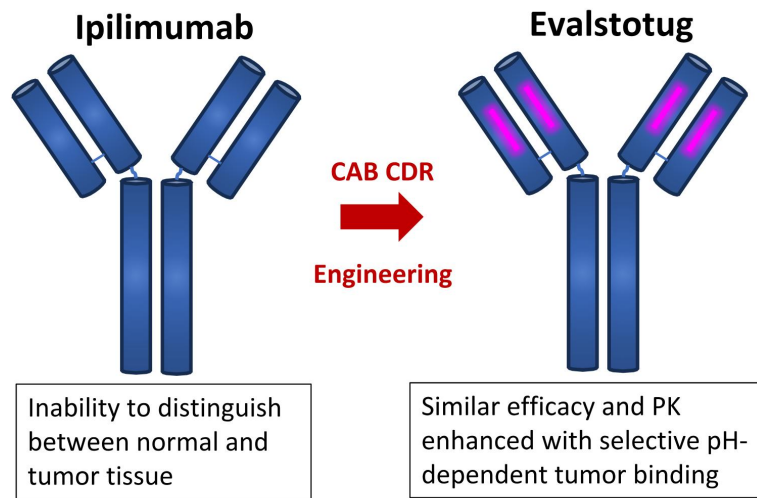 Ipilimumab
Evalstotug
CAB CDR
Engineering
Inability to distinguish
between normal and
tumor tissue
Similar efficacy and PK
enhanced with selective pH-
dependent tumor binding